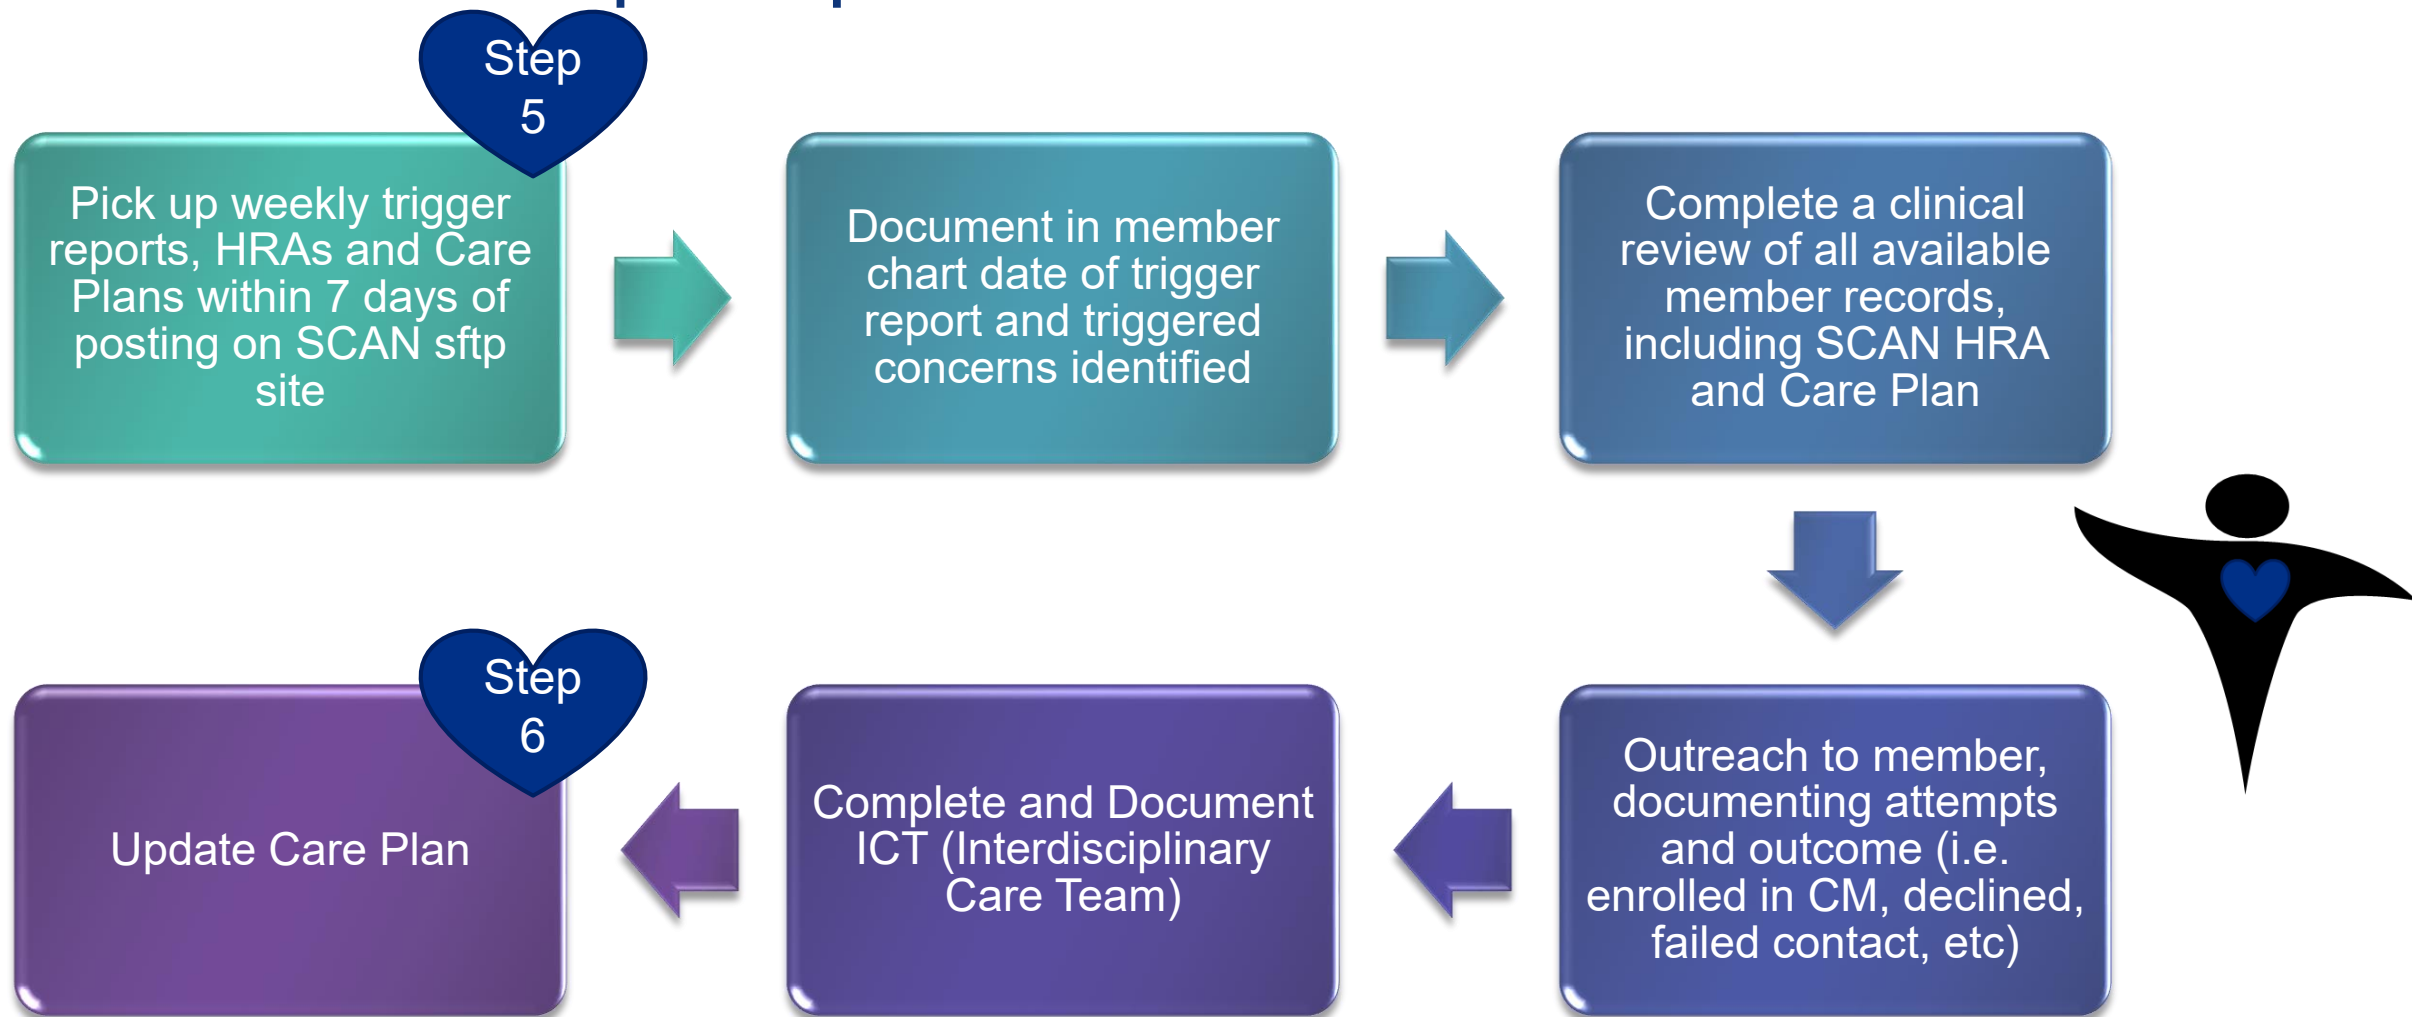 Step
5
Pick up weekly trigger
reports, HRAs and Care
Plans within 7 days of
posting on SCAN sftp
site
Document in member
chart date of trigger
report and triggered
concerns identified
Complete a clinical
review of all available
member records,
including SCAN HRA
and Care Plan
Outreach to member,
documenting attempts
and outcome (i.e.
enrolled in CM, declined,
failed contact, etc)
Complete and Document
ICT (Interdisciplinary
Care Team)
Step
6
Update Care Plan